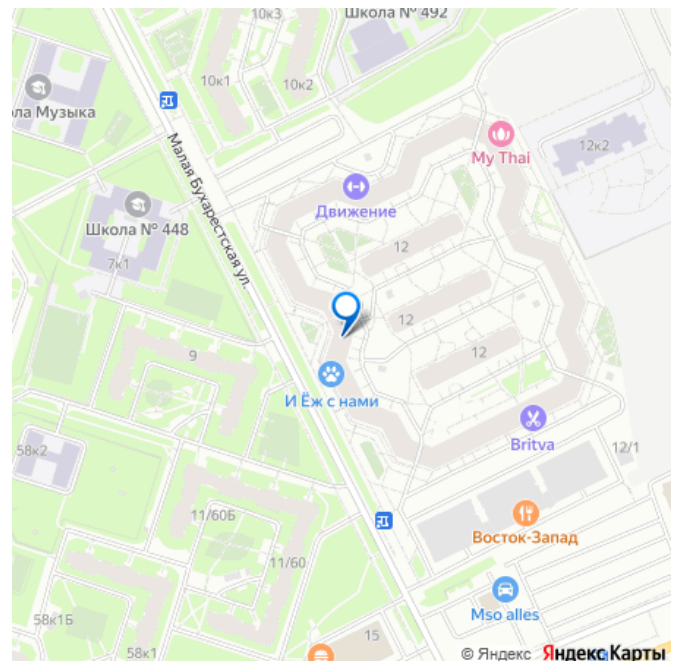 10к3
Школа № 492
10к1
10к2
ола Музыка
My Thai
12к2
Движение
Малая Бухарестская ул.
Школа № 448
7к1
12
12
12
9
И Ёж с нами
Britva
12/1
58к2
11/60Б
Восток-Запад
11/60
Mso alles
58к1Б
15
58к1
© Яндекс Яндекс Карты